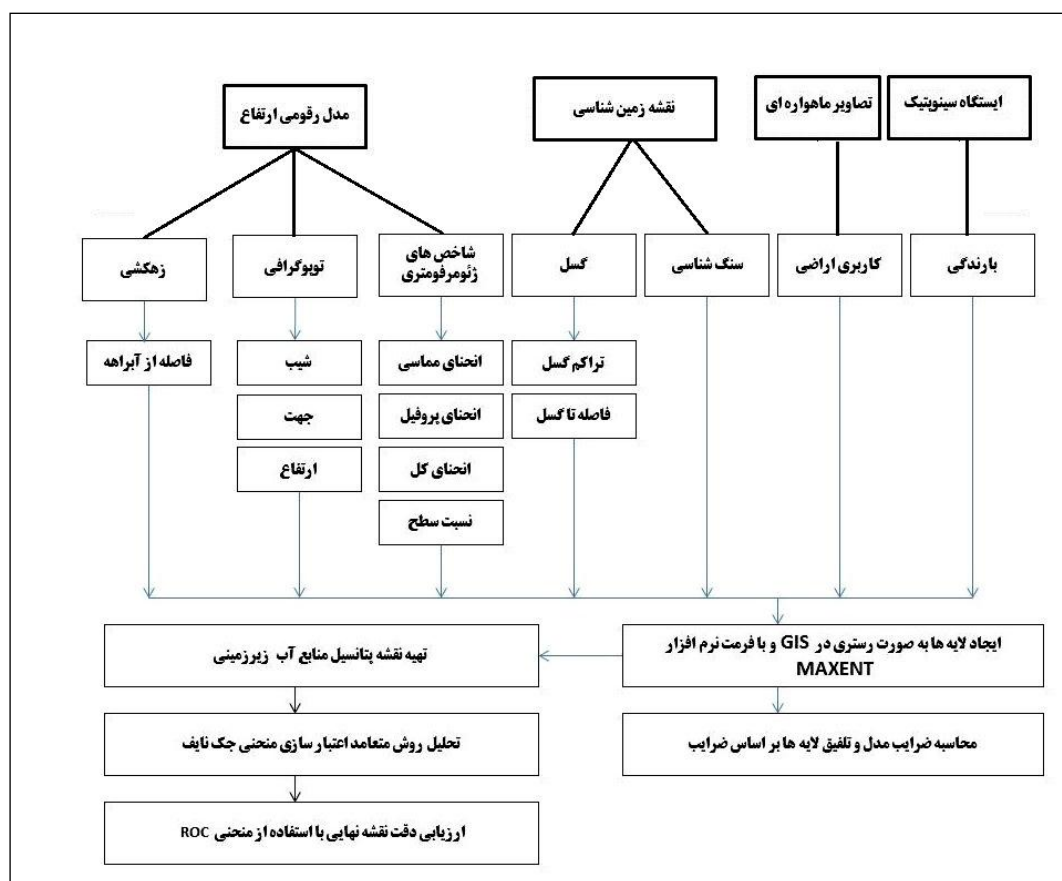 ایستگاه سینوپتیک
تصاویر ماهواره ای
نقشه زمین شناسی
مدل رقومی ارتفاع
بارندگی
کاربری اراضی
سنگ شناسی
گسل
شاخص های
ژئومرفومتری
توپوگرافی
زهکشی
تراکم گسل
فاصله تا گسل
انحنای مماسی
انحنای پروفیل
انحنای کل
نسبت سطح
شیب
جهت
ارتفاع
فاصله از آبراهه
ایجاد لایه ها به صورت رستری در GIS و با فرمت نرم افزار
MAXENT
محاسبه ضرایب مدل و تلفیق لایه ها بر اساس ضرایب
تهیه نقشه پتانسیل منابع آب زیرزمینی
تحلیل روش متعامد اعتبار سازی منحنی جک نایف
ارزیابی دقت نقشه نهایی با استفاده از منحنی ROC